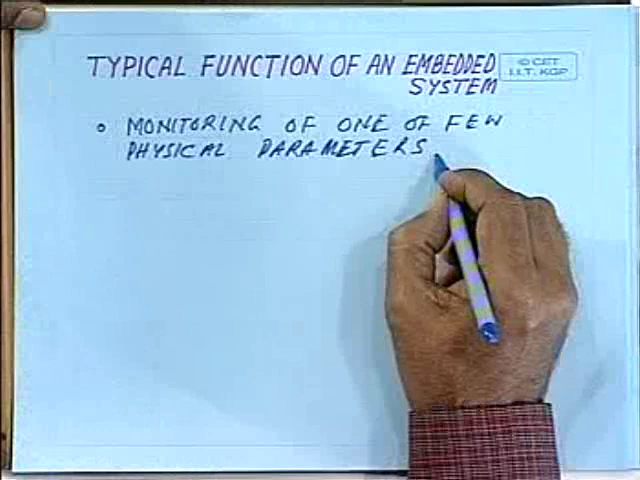 TYPICAL FUNCTION OF AN EMBEDDED
SYSTEM
© CET
I.I.T. KGP
o MONITORING OF ONE OF FEW
PHYSICAL PARAMETERS